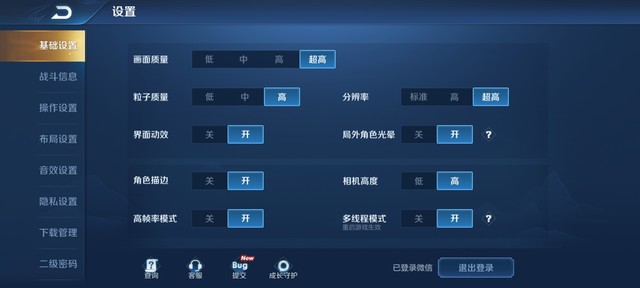 设置
基础设置
战斗信息
操作设置
布局设置
音效设置
隐私设置
下载管理
二级密码
画面质量 低 中 高 超高
粒子质量 低 中 高 分辨率 标准 高 超高
界面动效 关 开 局外角色光晕 关 开 ?
角色描边 关 开 相机高度 低 高
高帧率模式 关 开 多线程模式 关 开 ?
重启游戏生效
New
Bug
查询 客服 提交 成长守护 已登录微信 退出登录